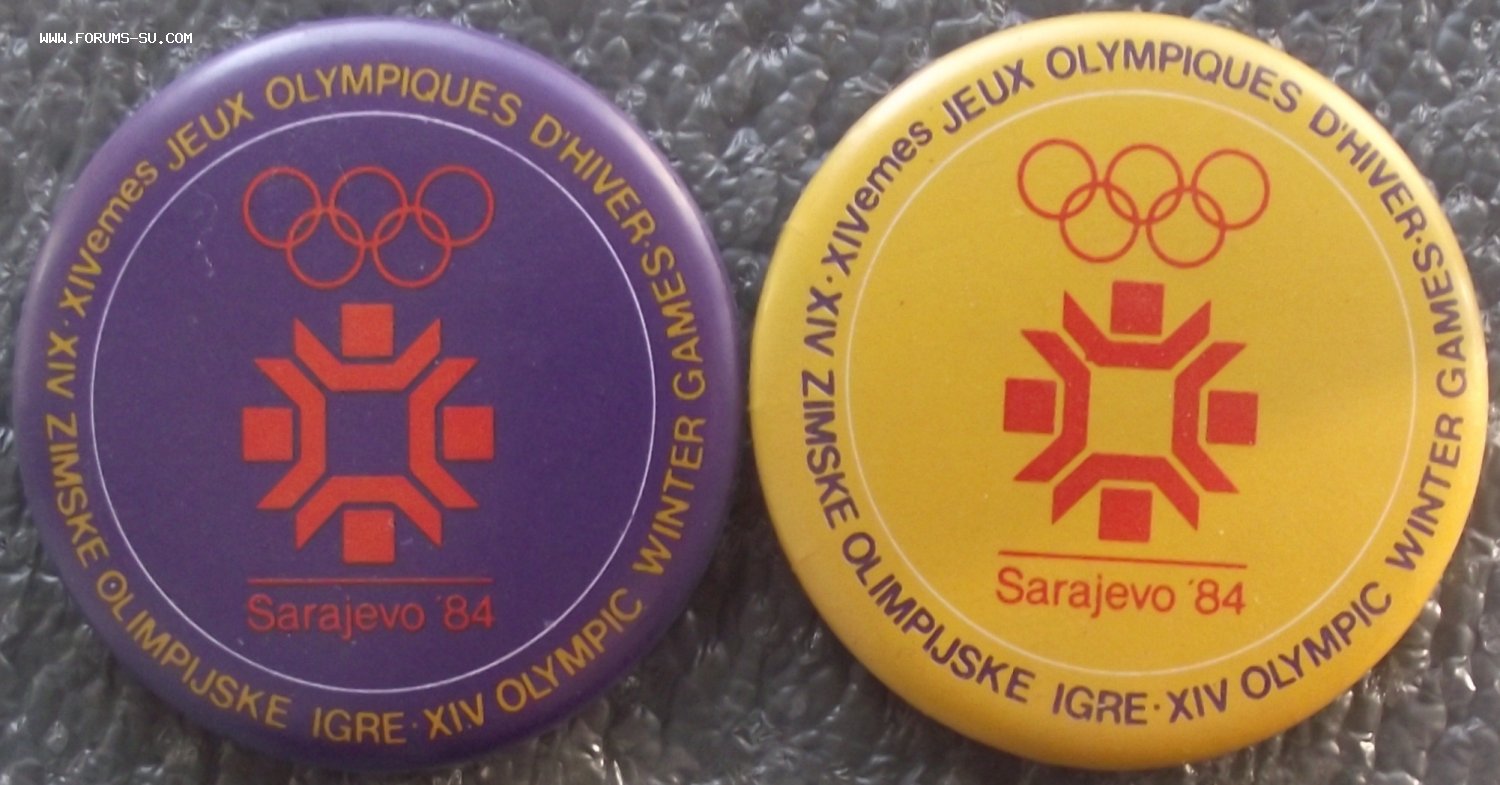 WWW.FORUMS-SU.COM
XIVemes JEUX OLYMPIQUES D'HIVER · XIV OLYMPIC WINTER GAMES · XIV ZIMSKE OLIMPIJSKE IGRE ·
Sarajevo ´84
XIVemes JEUX OLYMPIQUES D'HIVER · XIV OLYMPIC WINTER GAMES · XIV ZIMSKE OLIMPIJSKE IGRE ·
Sarajevo ´84